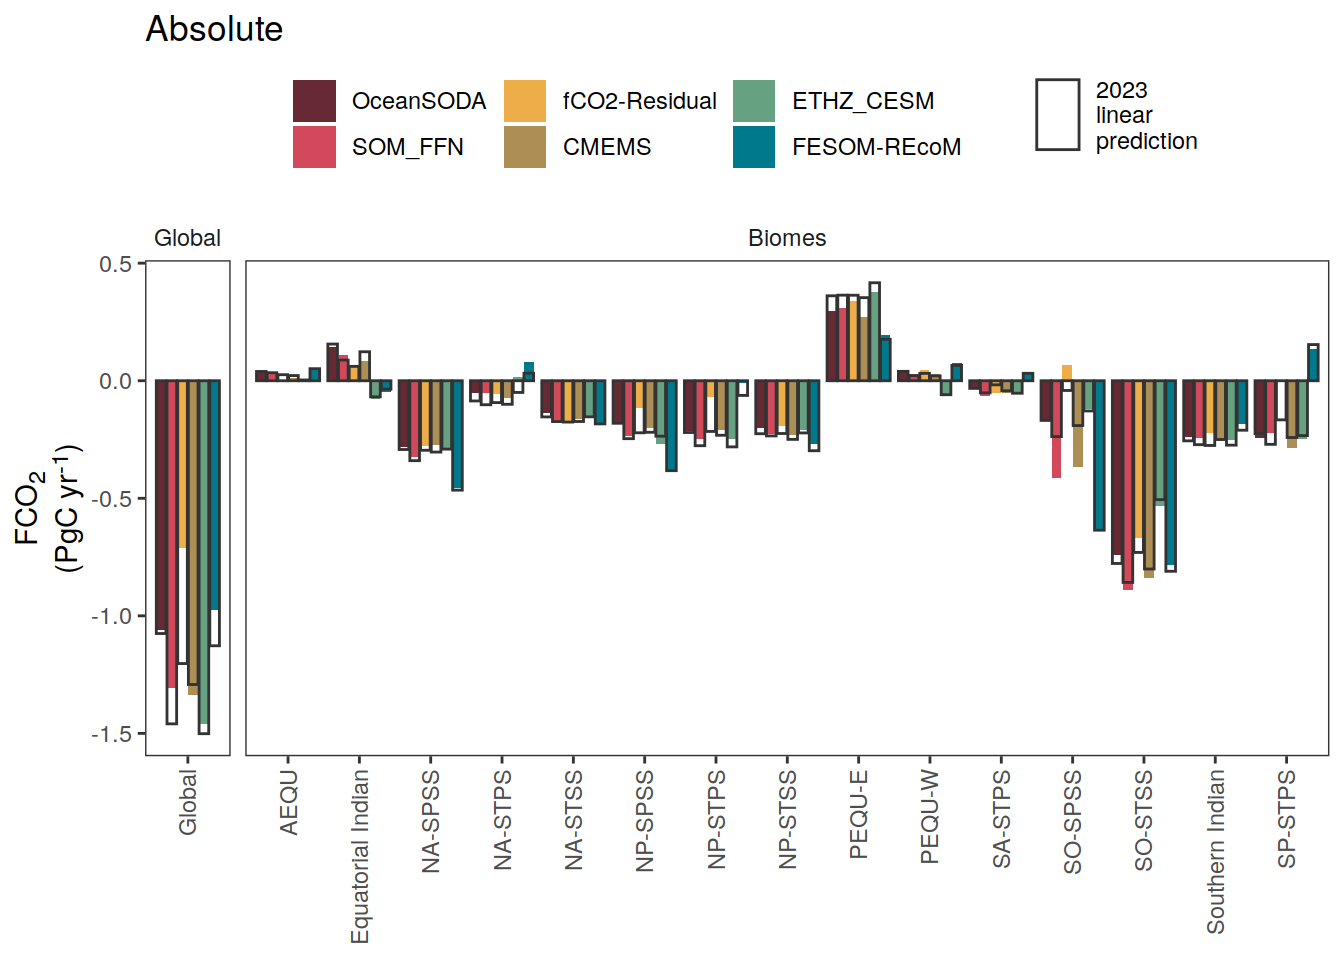 Absolute
OceanSODA
fCO2-Residual
ETHZ_CESM
SOM_FFN
CMEMS
FESOM-REcoM
2023
linear
prediction
Global
Biomes
0.5
0.0
-0.5
-1.0
-1.5
FCO₂
(PgC yr⁻¹)
Global
AEQU
Equatorial Indian
NA-SPSS
NA-STPS
NA-STSS
NP-SPSS
NP-STPS
NP-STSS
PEQU-E
PEQU-W
SA-STPS
SO-SPSS
SO-STSS
Southern Indian
SP-STPS